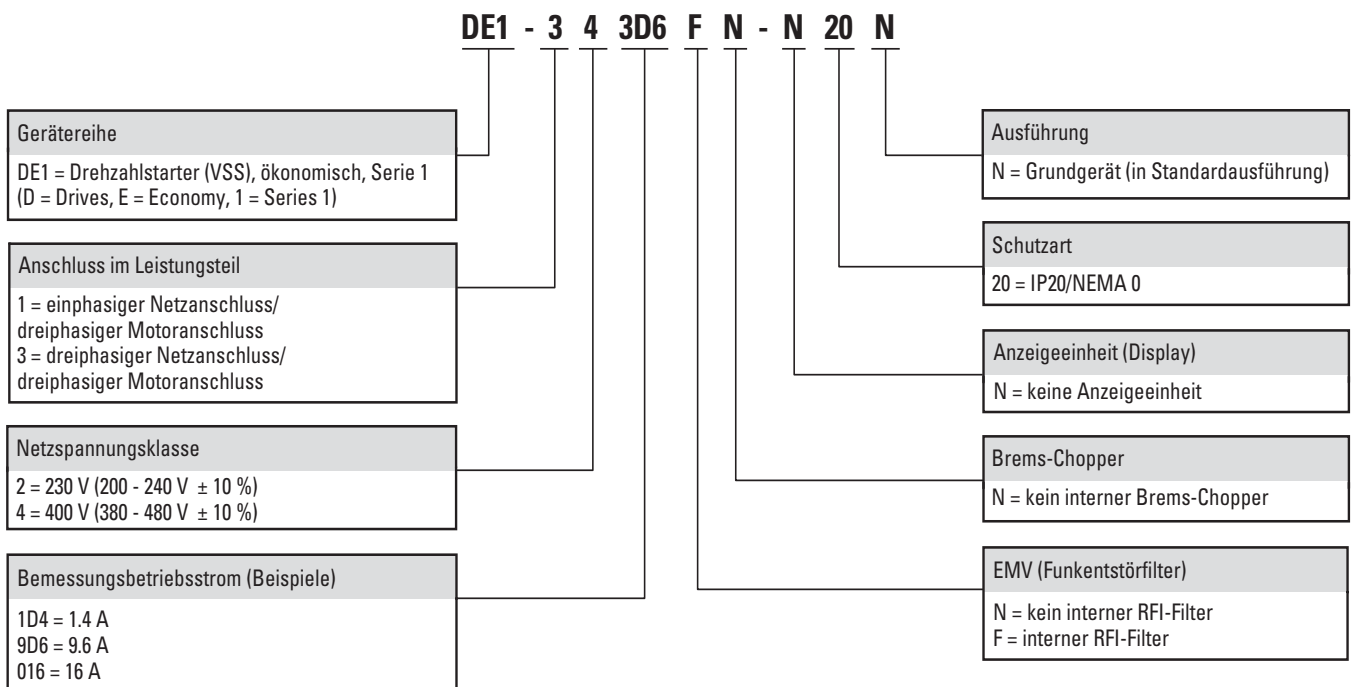 DE1 - 3 4 3D6 F N - N 20 N
Gerätereihe
DE1 = Drehzahlstarter (VSS), ökonomisch, Serie 1
(D = Drives, E = Economy, 1 = Series 1)
Anschluss im Leistungsteil
1 = einphasiger Netzanschluss/
dreiphasiger Motoranschluss
3 = dreiphasiger Netzanschluss/
dreiphasiger Motoranschluss
Netzspannungsklasse
2 = 230 V (200 - 240 V ± 10 %)
4 = 400 V (380 - 480 V ± 10 %)
Bemessungsbetriebsstrom (Beispiele)
1D4 = 1.4 A
9D6 = 9.6 A
016 = 16 A
Ausführung
N = Grundgerät (in Standardausführung)
Schutzart
20 = IP20/NEMA 0
Anzeigeeinheit (Display)
N = keine Anzeigeeinheit
Brems-Chopper
N = kein interner Brems-Chopper
EMV (Funkentstörfilter)
N = kein interner RFI-Filter
F = interner RFI-Filter